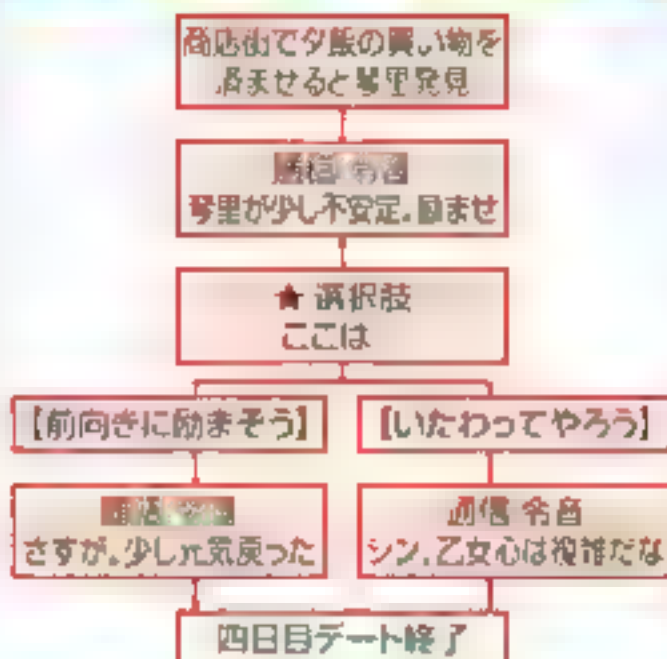 商店街で夕飯の買い物を
済ませると琴里発見
琴里が少し不安定。励ませ
★ 選択肢
ここは
【前向きに励まそう】
【いたわってやろう】
さすが。少し元気戻った
通信 令音
シン、乙女心は複雑だな
四日目デート終了